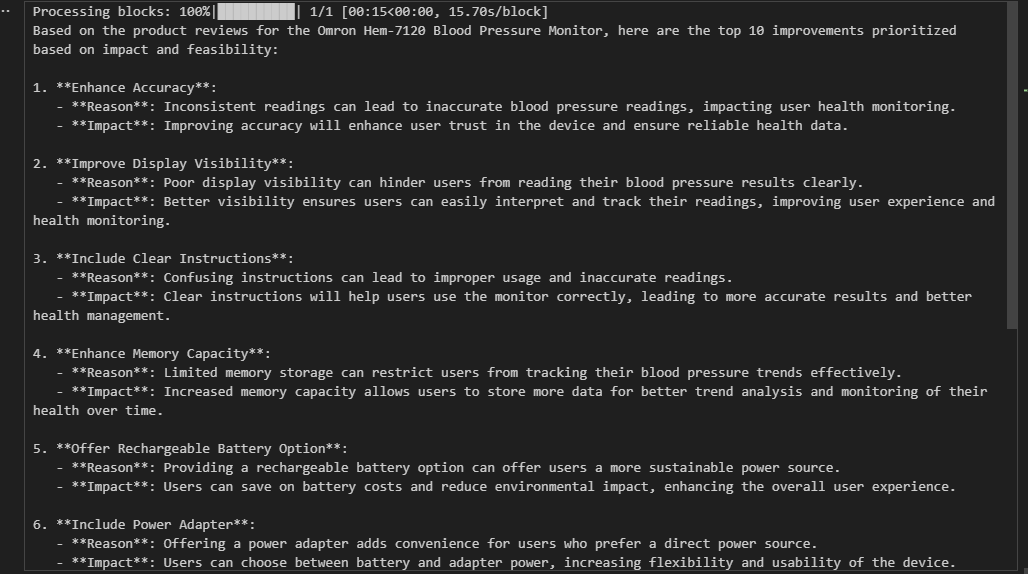 Processing blocks: 100%|██████████| 1/1 [00:15<00:00, 15.70s/block]
Based on the product reviews for the Omron Hem-7120 Blood Pressure Monitor, here are the top 10 improvements prioritized
based on impact and feasibility:
1. **Enhance Accuracy**:
- **Reason**: Inconsistent readings can lead to inaccurate blood pressure readings, impacting user health monitoring.
- **Impact**: Improving accuracy will enhance user trust in the device and ensure reliable health data.
2. **Improve Display Visibility**:
- **Reason**: Poor display visibility can hinder users from reading their blood pressure results clearly.
- **Impact**: Better visibility ensures users can easily interpret and track their readings, improving user experience and
health monitoring.
3. **Include Clear Instructions**:
- **Reason**: Confusing instructions can lead to improper usage and inaccurate readings.
- **Impact**: Clear instructions will help users use the monitor correctly, leading to more accurate results and better
health management.
4. **Enhance Memory Capacity**:
- **Reason**: Limited memory storage can restrict users from tracking their blood pressure trends effectively.
- **Impact**: Increased memory capacity allows users to store more data for better trend analysis and monitoring of their
health over time.
5. **Offer Rechargeable Battery Option**:
- **Reason**: Providing a rechargeable battery option can offer users a more sustainable power source.
- **Impact**: Users can save on battery costs and reduce environmental impact, enhancing the overall user experience.
6. **Include Power Adapter**:
- **Reason**: Offering a power adapter adds convenience for users who prefer a direct power source.
- **Impact**: Users can choose between battery and adapter power, increasing flexibility and usability of the device.